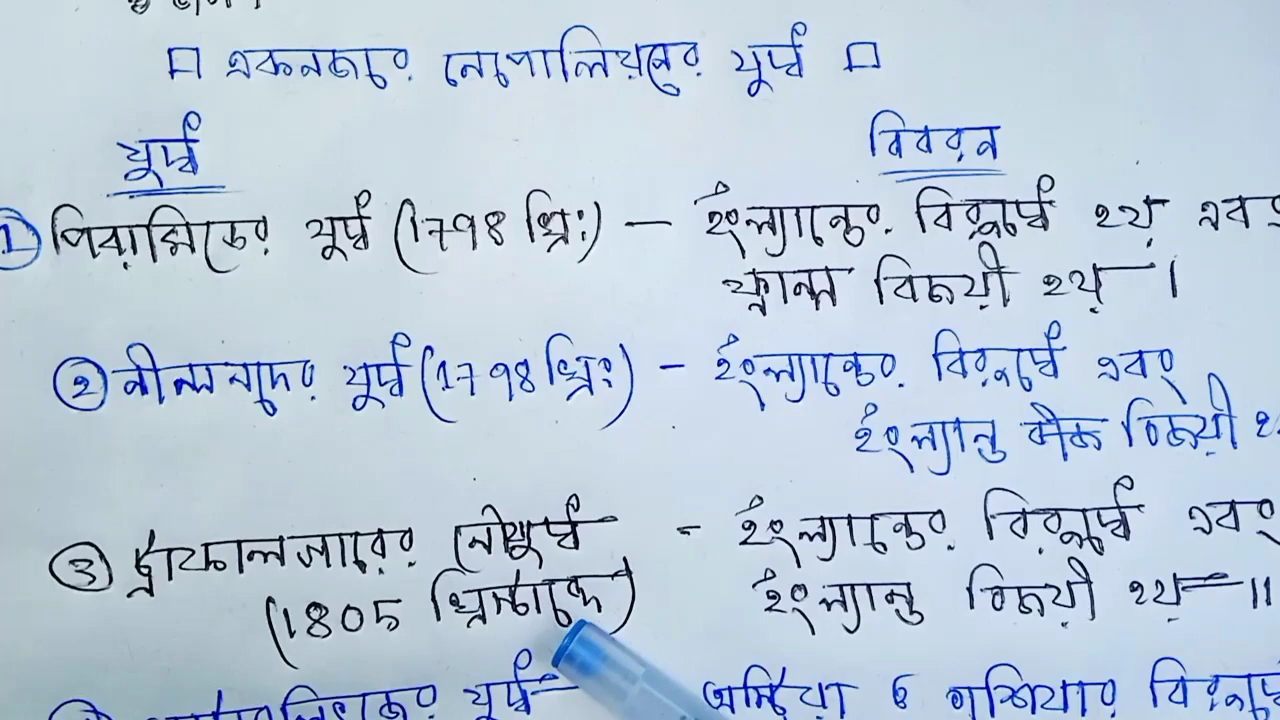 □ একনজরে নেপোলিয়নের যুদ্ধ □
যুদ্ধ বিবরন
① পিরামিডের যুদ্ধ (1798 খ্রিঃ) — ইংল্যান্ডের বিরুদ্ধে হয় এবং
ফ্রান্স বিজয়ী হয় ।
② নীলনদের যুদ্ধ (1798 খ্রিঃ) – ইংল্যান্ডের বিরুদ্ধে এবং
ইংল্যান্ড বিজয়ী
③ ট্রাফালগারের নৌযুদ্ধ - ইংল্যান্ডের বিরুদ্ধে এবং
(1805 খ্রিস্টাব্দে) ইংল্যান্ড বিজয়ী হয় ॥
যুদ্ধ অস্ট্রিয়া ও রাশিয়ার বিরুদ্ধে